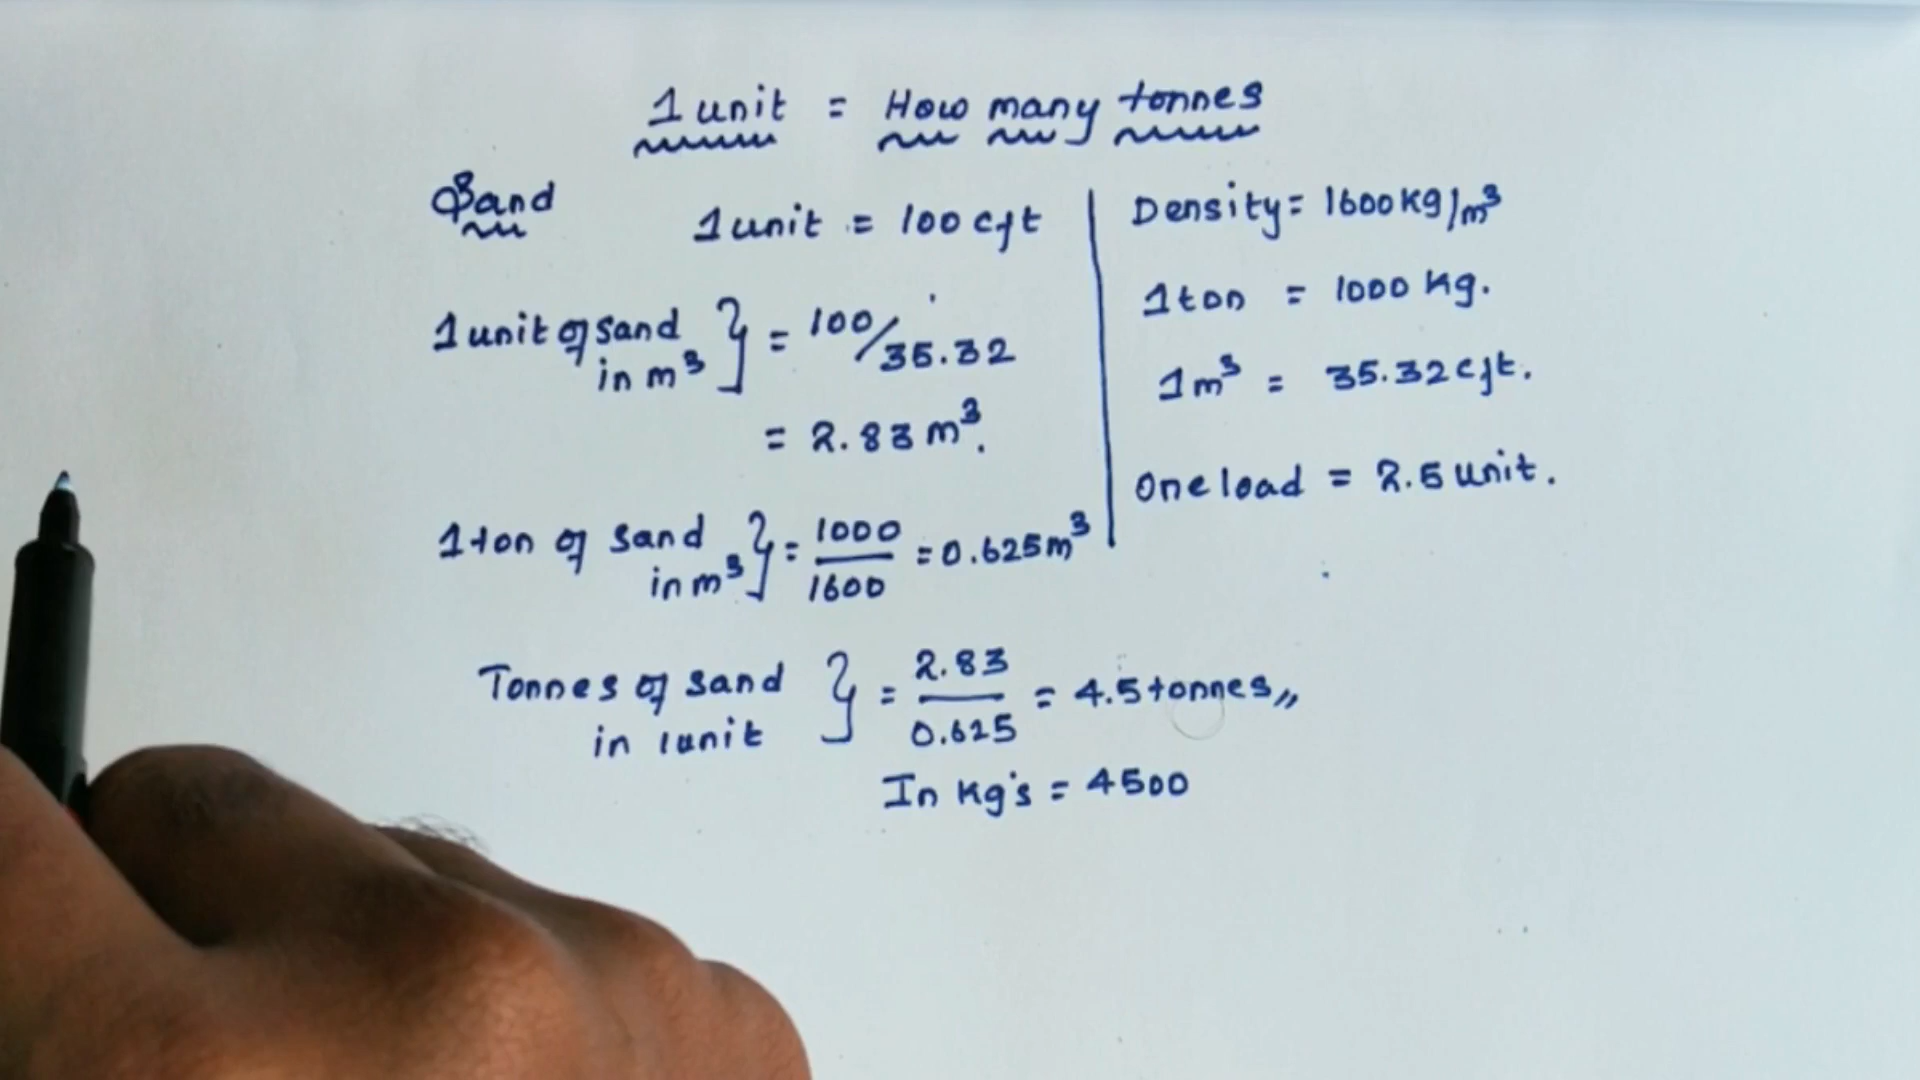 1 unit = How many tonnes
Sand
1 unit = 100 cft
1 unit of sand in m³ } = 100/35.32
= 2.83 m³.
1 ton of sand in m³ } = 1000/1600 = 0.625 m³
Tonnes of sand in 1 unit } = 2.83/0.625 = 4.5 tonnes,,
In kg's = 4500
Density = 1600 kg/m³
1 ton = 1000 kg.
1 m³ = 35.32 cft.
One load = 2.5 unit.